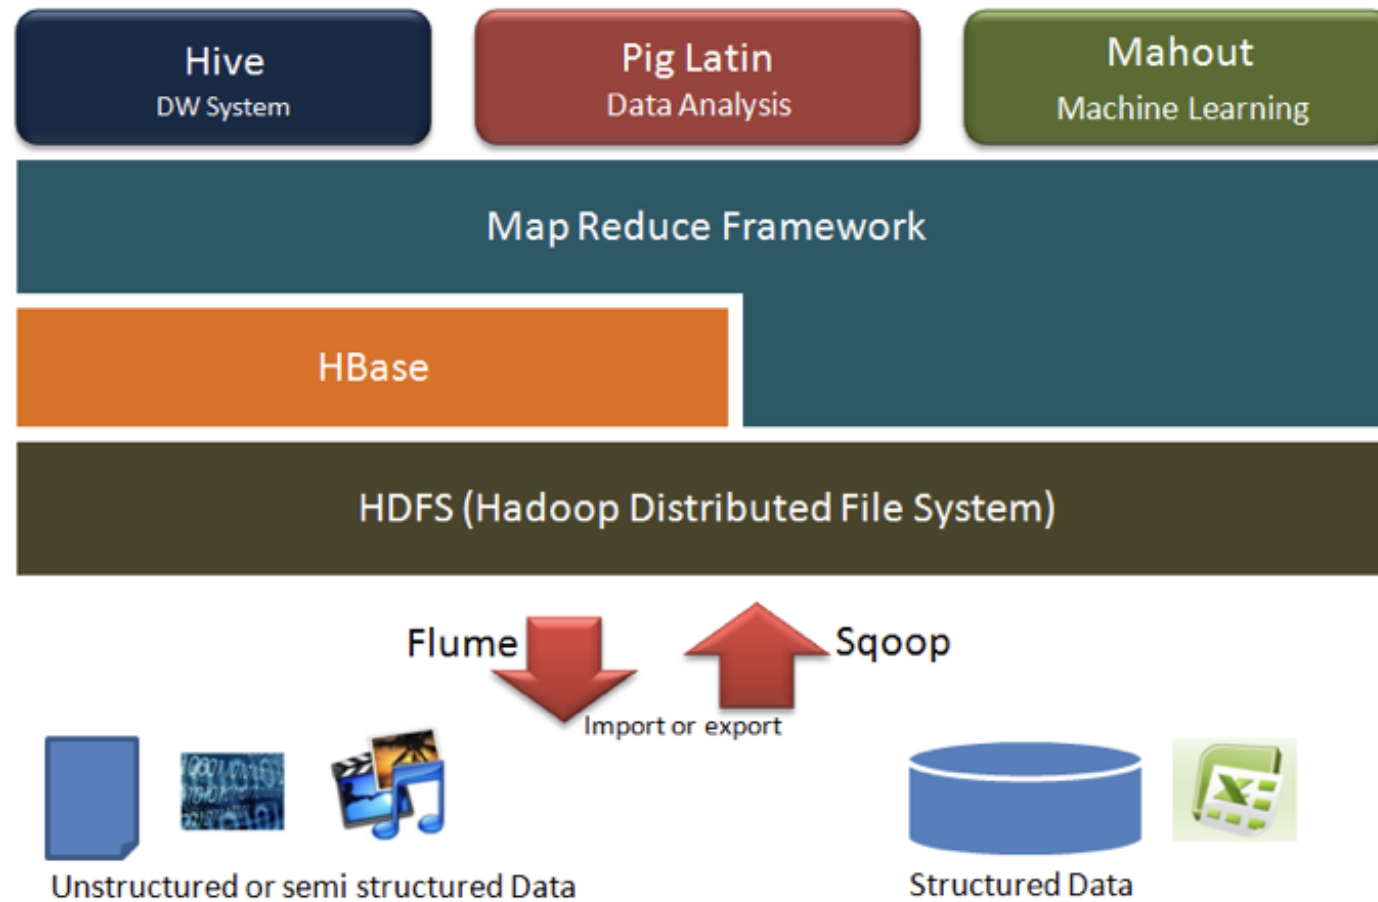 Hive
DW System
Pig Latin
Data Analysis
Mahout
Machine Learning
Map Reduce Framework
HBase
HDFS (Hadoop Distributed File System)
Flume
Sqoop
Import or export
Unstructured or semi structured Data
Structured Data